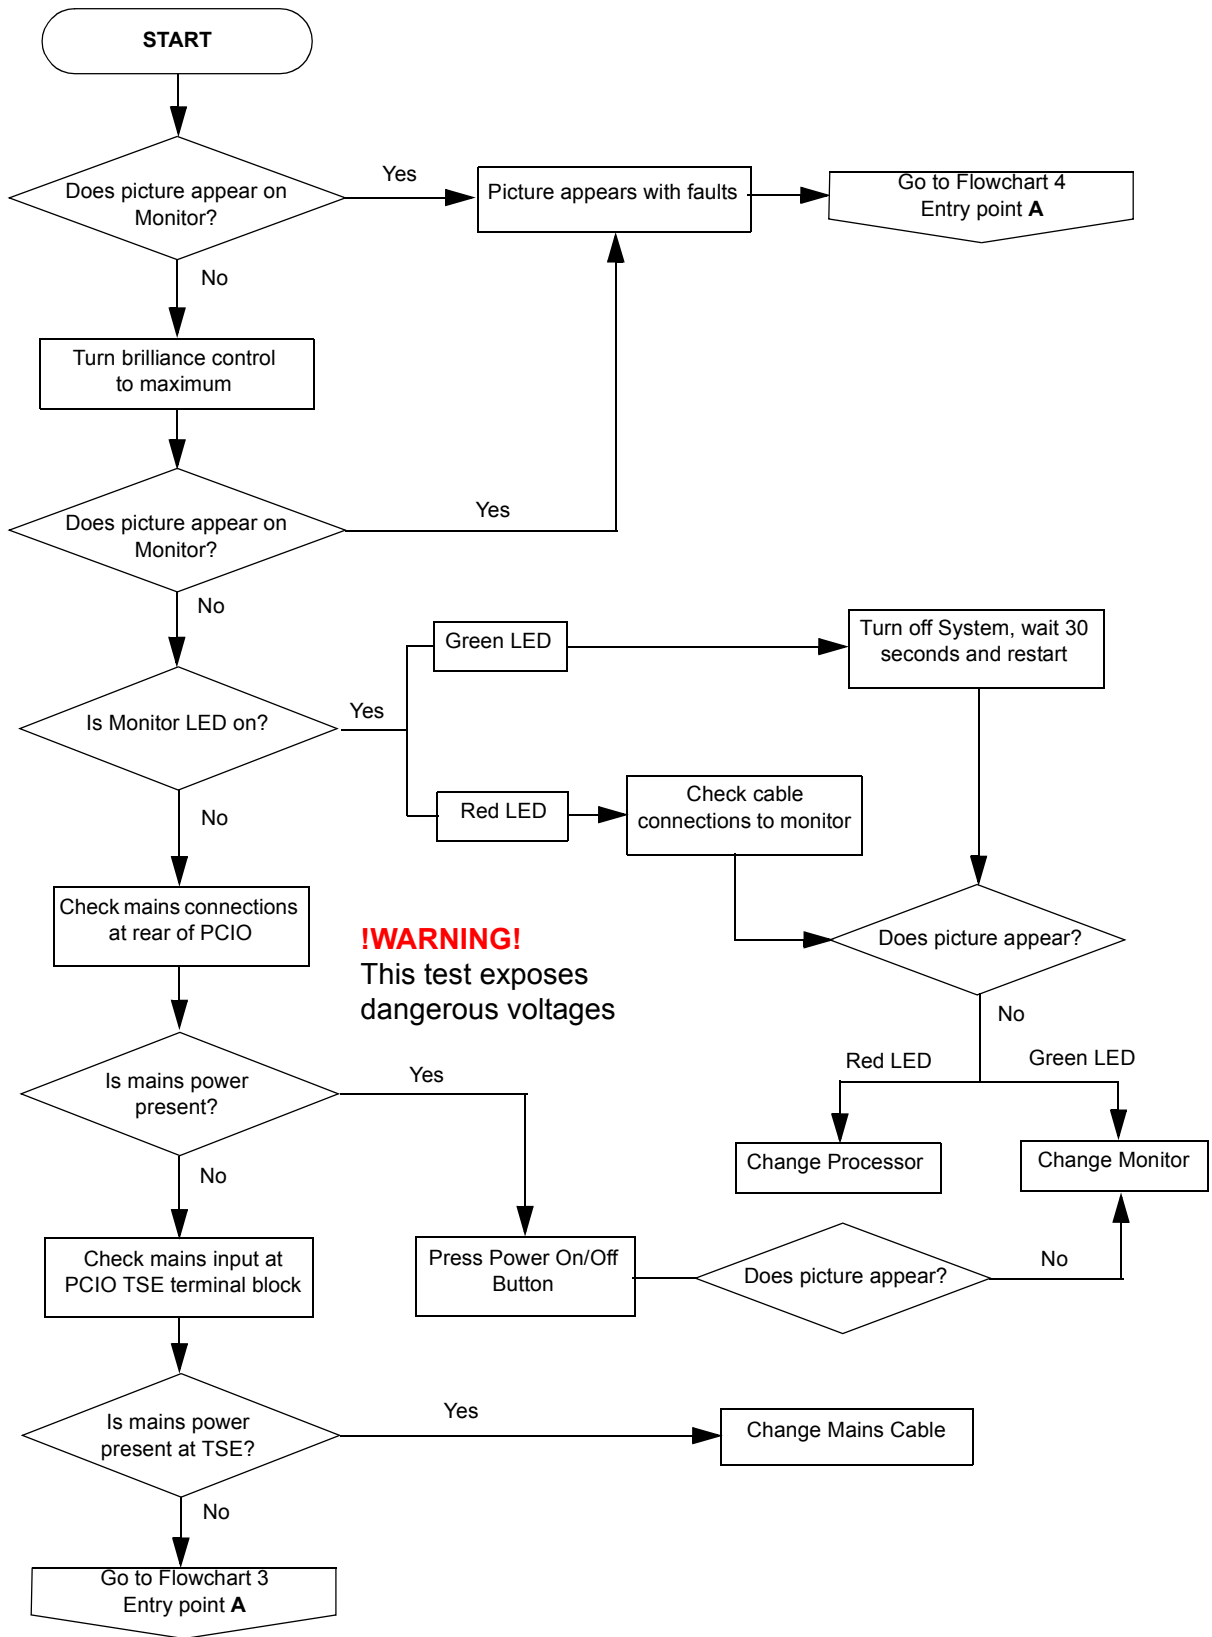 START
Does picture appear on
Monitor?
Yes
Picture appears with faults
Go to Flowchart 4
Entry point A
No
Turn brilliance control
to maximum
Does picture appear on
Monitor?
Yes
No
Is Monitor LED on?
Yes
Green LED
Turn off System, wait 30
seconds and restart
Red LED
Check cable
connections to monitor
No
Check mains connections
at rear of PCIO
!WARNING!
This test exposes
dangerous voltages
Does picture appear?
No
Red LED
Green LED
Change Processor
Change Monitor
Is mains power
present?
Yes
No
Check mains input at
PCIO TSE terminal block
Press Power On/Off
Button
Does picture appear?
No
Is mains power
present at TSE?
Yes
Change Mains Cable
No
Go to Flowchart 3
Entry point A